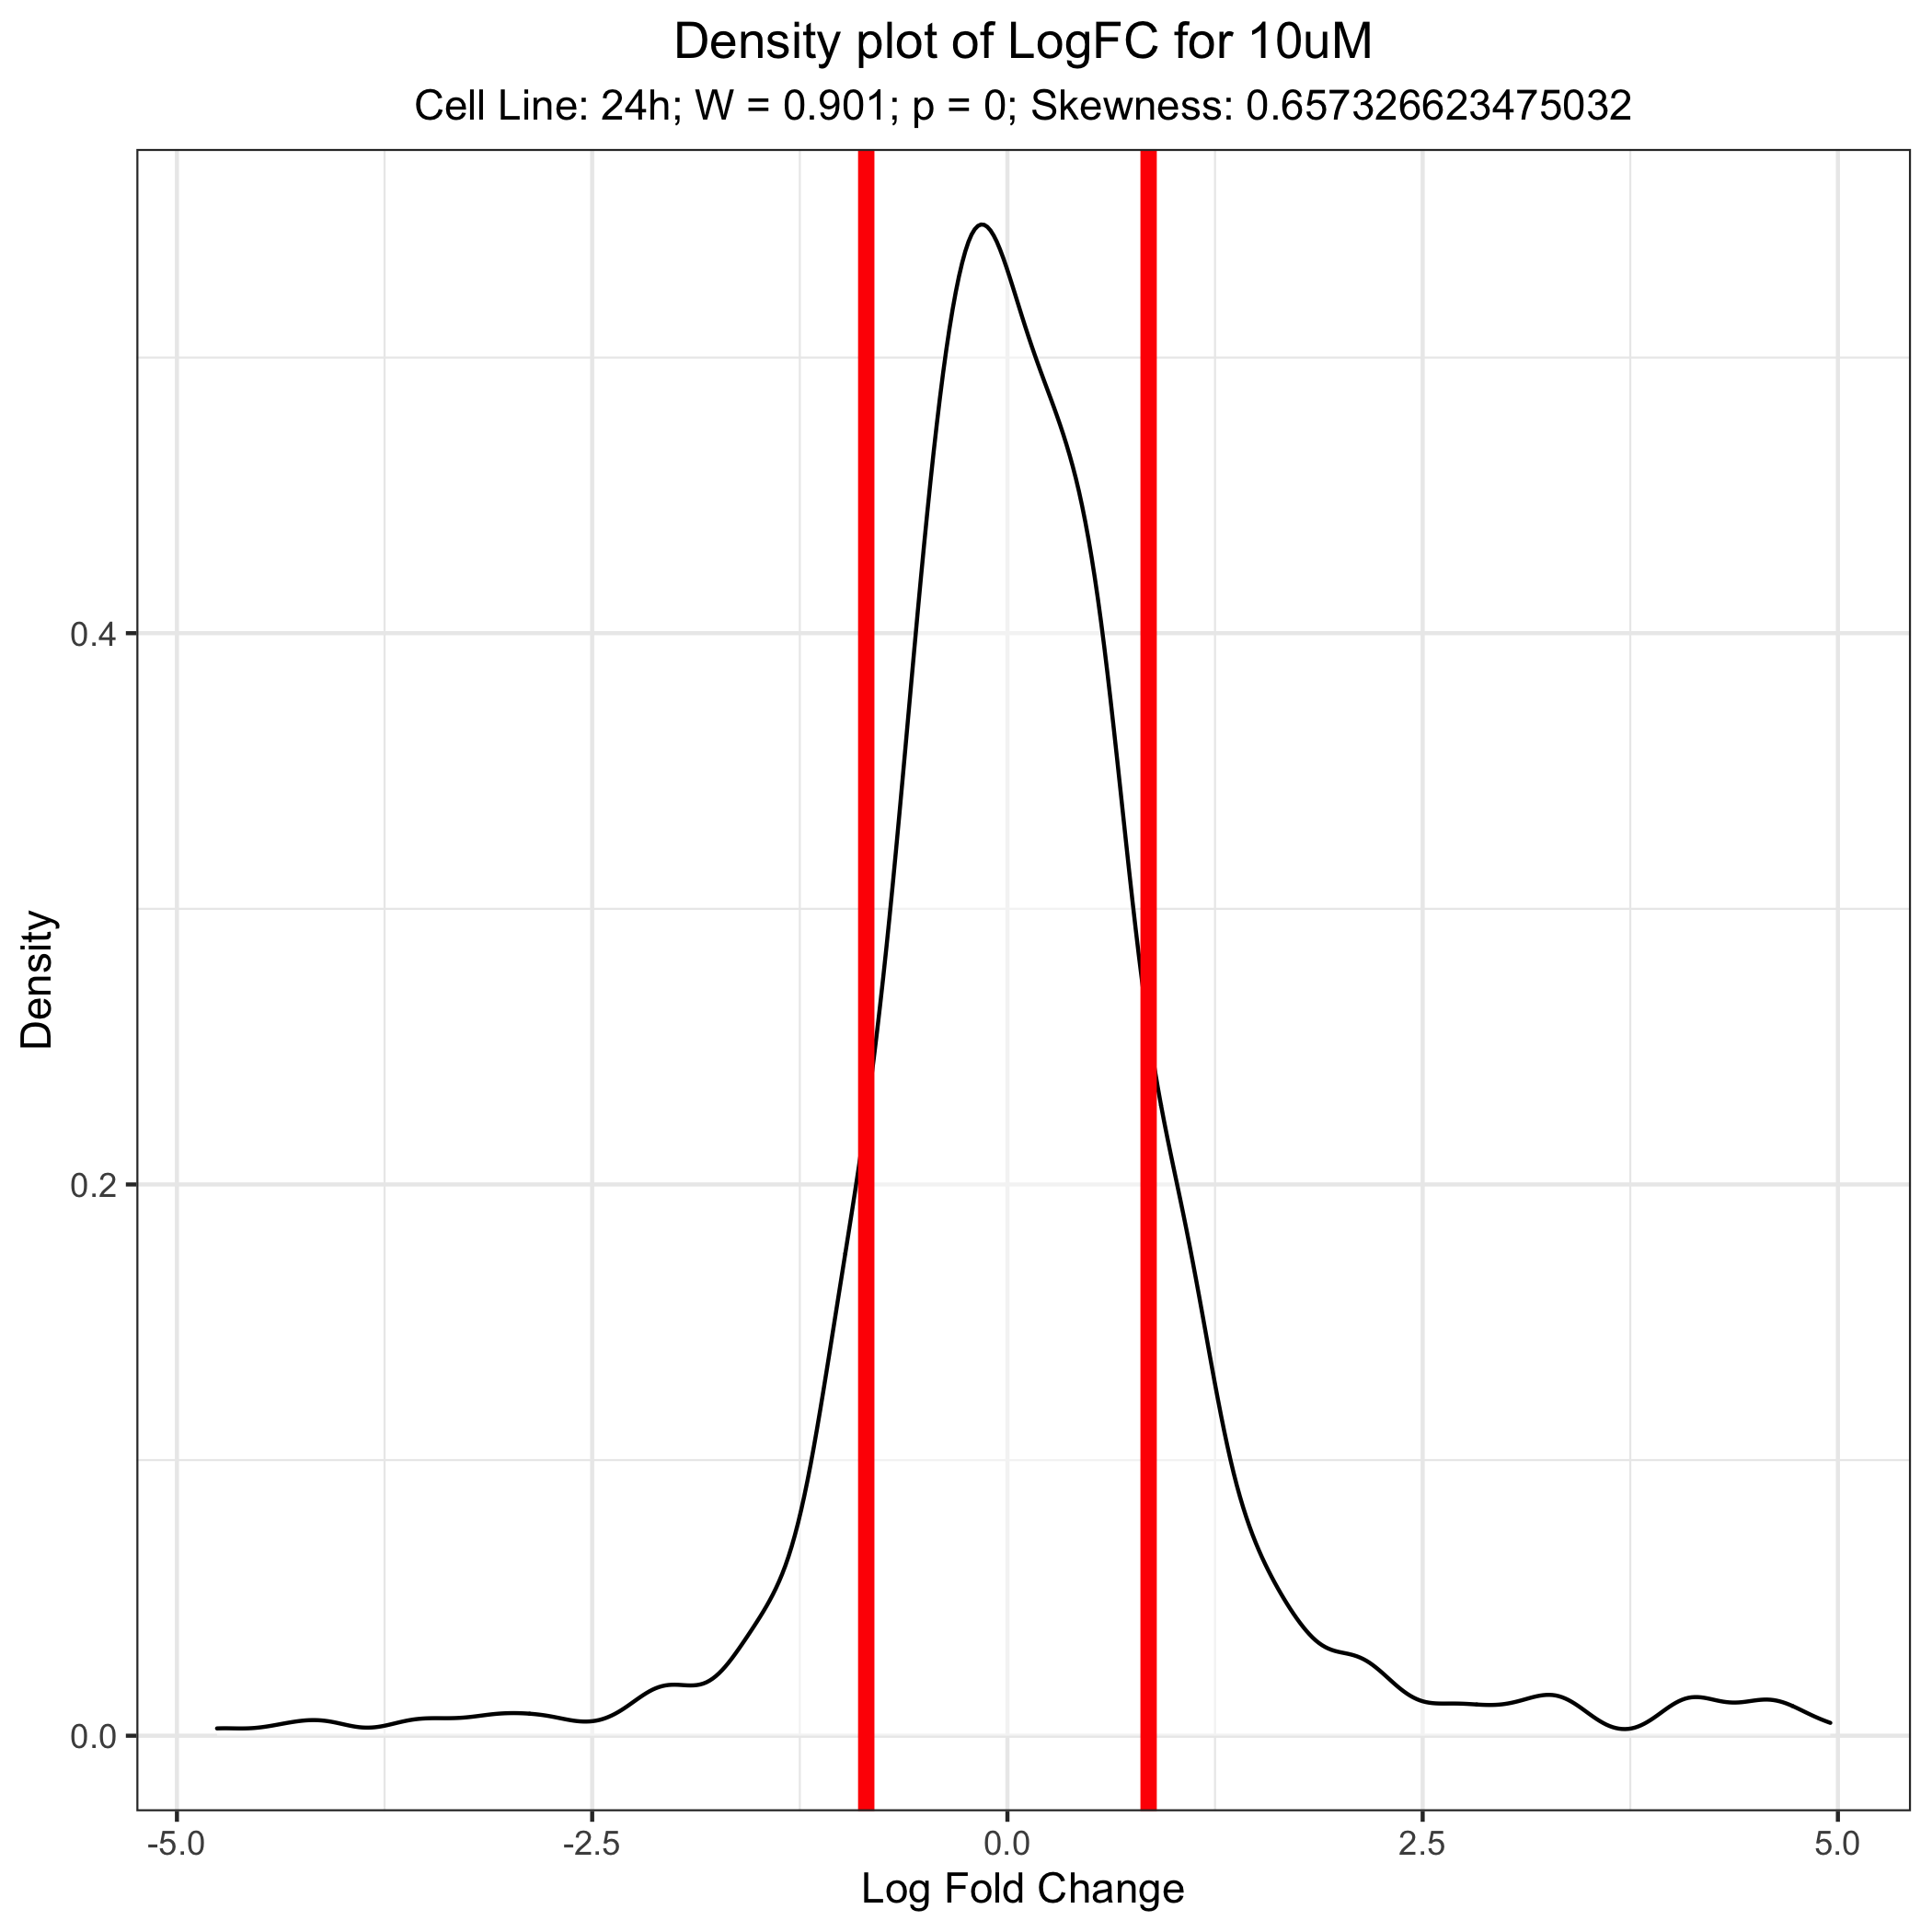 Density plot of LogFC for 10uM
Cell Line: 24h; W = 0.901; p = 0; Skewness: 0.657326623475032
Density
0.4
0.2
0.0
-5.0
-2.5
0.0
2.5
5.0
Log Fold Change